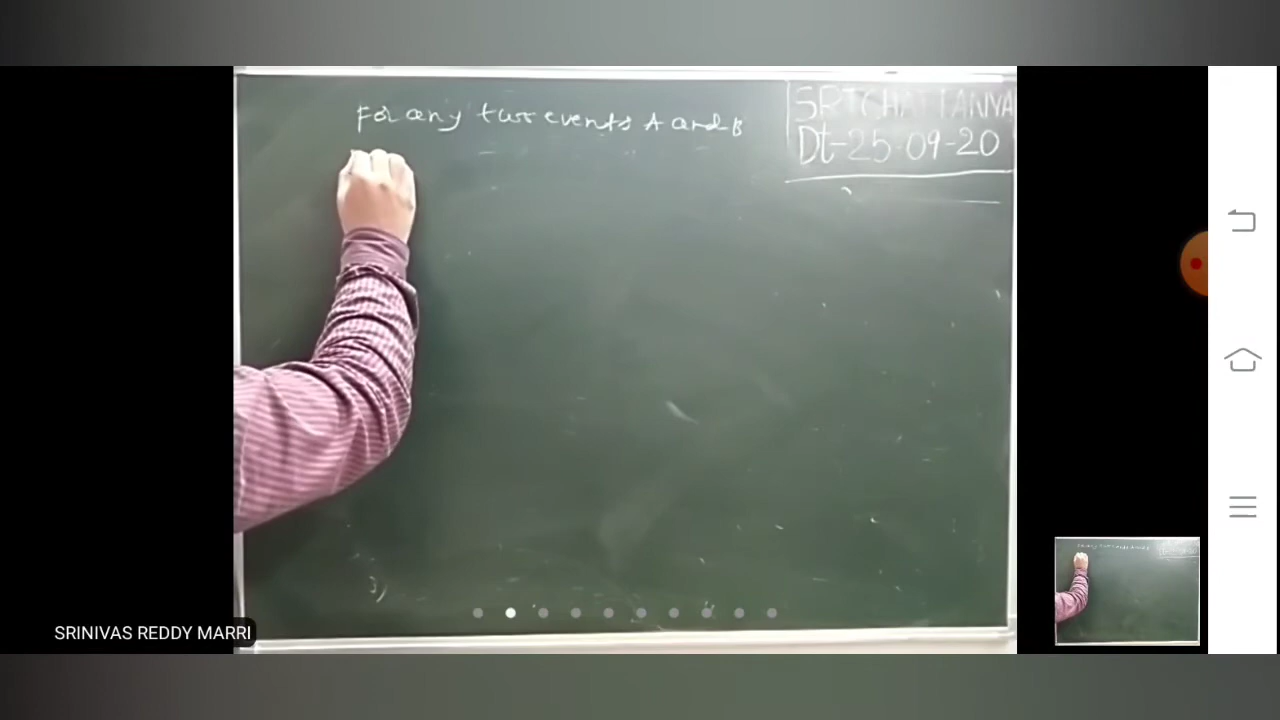 For any two events A and B
SRI CHAITANYA
Dt-25-09-20
SRINIVAS REDDY MARRI